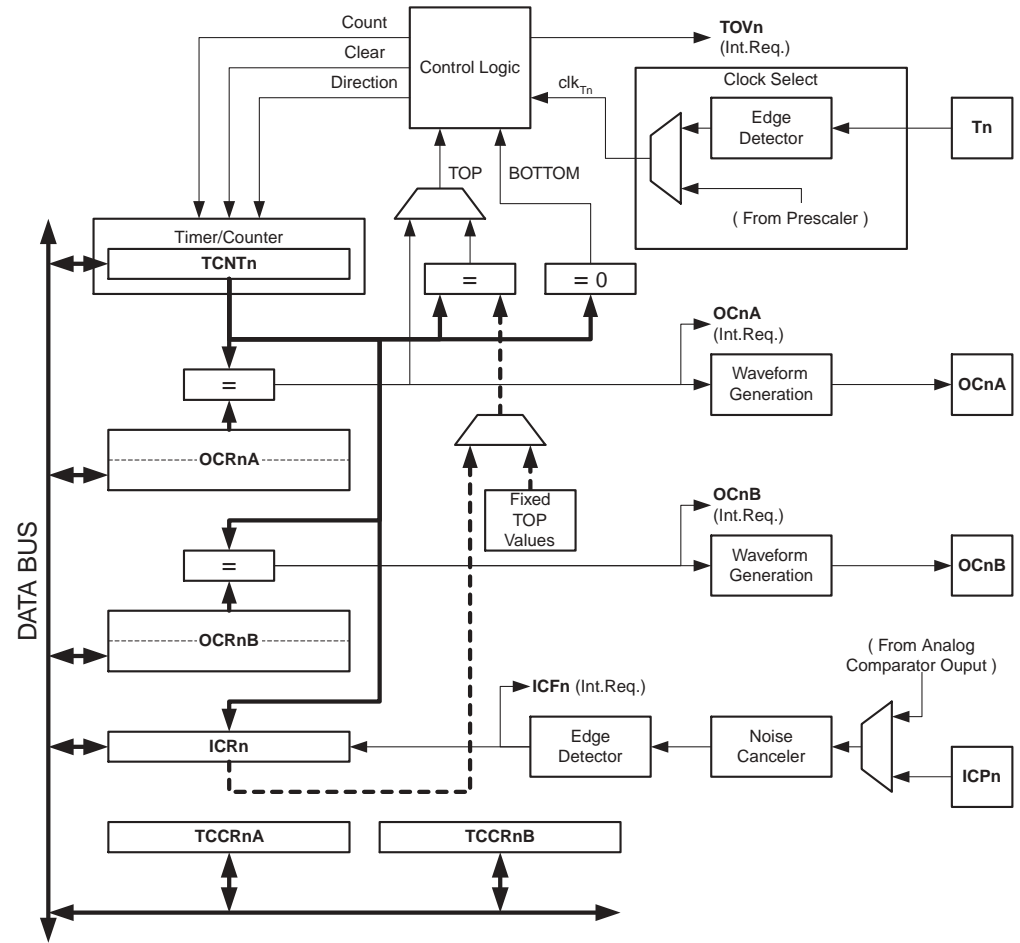 Count
Clear
Direction
Control Logic
TOVn
(Int.Req.)
clkTn
Clock Select
Edge
Detector
Tn
( From Prescaler )
TOP
BOTTOM
Timer/Counter
TCNTn
=
= 0
OCnA
(Int.Req.)
=
Waveform
Generation
OCnA
OCRnA
Fixed
TOP
Values
OCnB
(Int.Req.)
=
Waveform
Generation
OCnB
OCRnB
DATA BUS
( From Analog
Comparator Ouput )
ICFn (Int.Req.)
ICRn
Edge
Detector
Noise
Canceler
ICPn
TCCRnA
TCCRnB